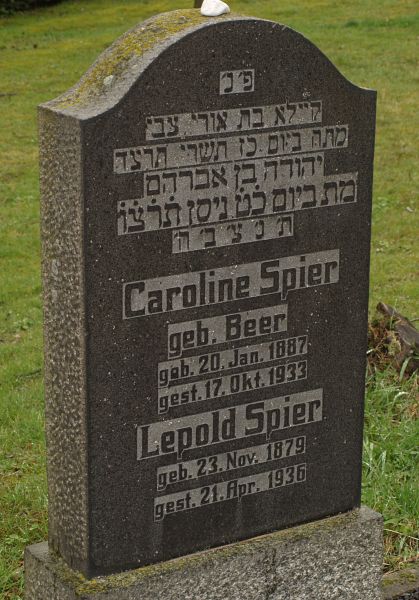 פ״נ
קילא בת אורי צבי
מתה ביום כז תשרי תרצד
יהודה בן אברהם
מת ביום כט ניסן תרצו
ת׳נ׳צ׳ב׳ה
Caroline Spier
geb. Beer
geb. 20. Jan. 1887
gest. 17. Okt. 1933
Lepold Spier
geb. 23. Nov. 1879
gest. 21. Apr. 1936